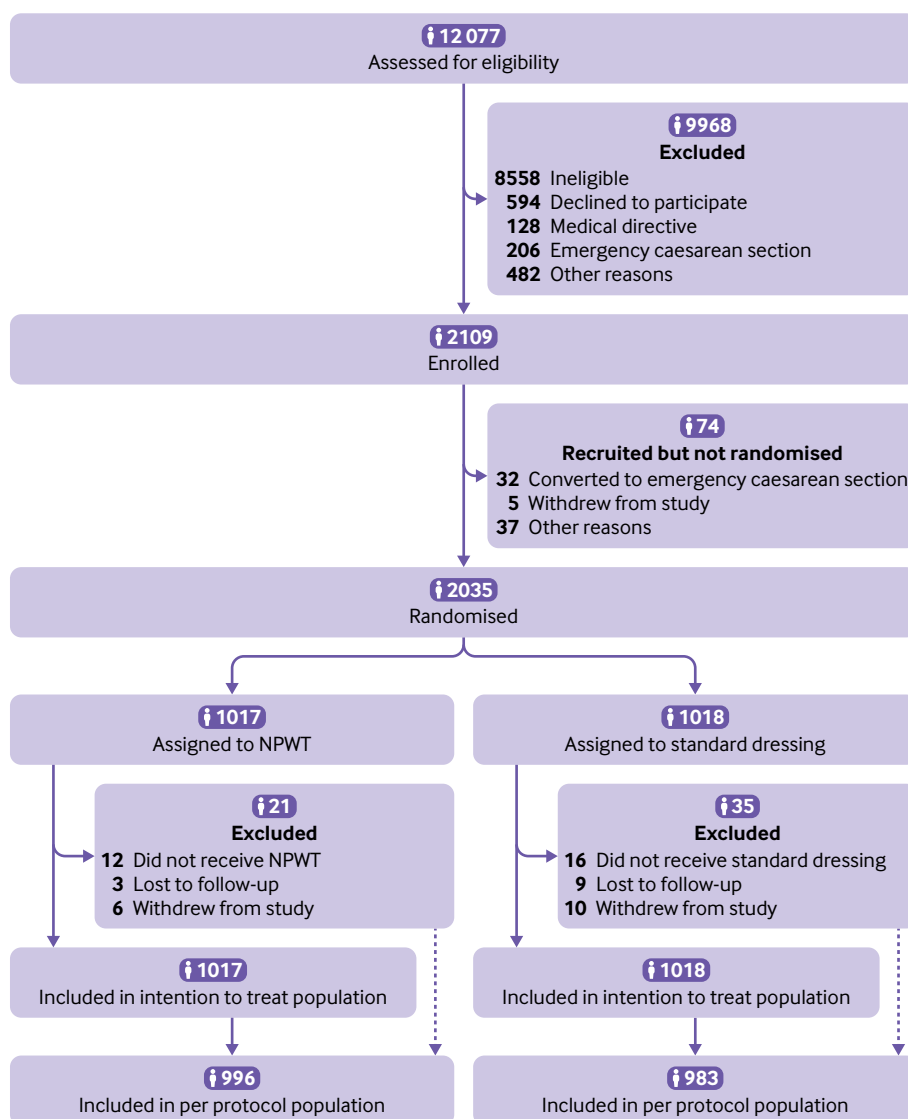 12 077
Assessed for eligibility
9968
Excluded
8558 Ineligible
594 Declined to participate
128 Medical directive
206 Emergency caesarean section
482 Other reasons
2109
Enrolled
74
Recruited but not randomised
32 Converted to emergency caesarean section
5 Withdrew from study
37 Other reasons
2035
Randomised
1017
Assigned to NPWT
1018
Assigned to standard dressing
21
Excluded
12 Did not receive NPWT
3 Lost to follow-up
6 Withdrew from study
35
Excluded
16 Did not receive standard dressing
9 Lost to follow-up
10 Withdrew from study
1017
Included in intention to treat population
1018
Included in intention to treat population
996
Included in per protocol population
983
Included in per protocol population